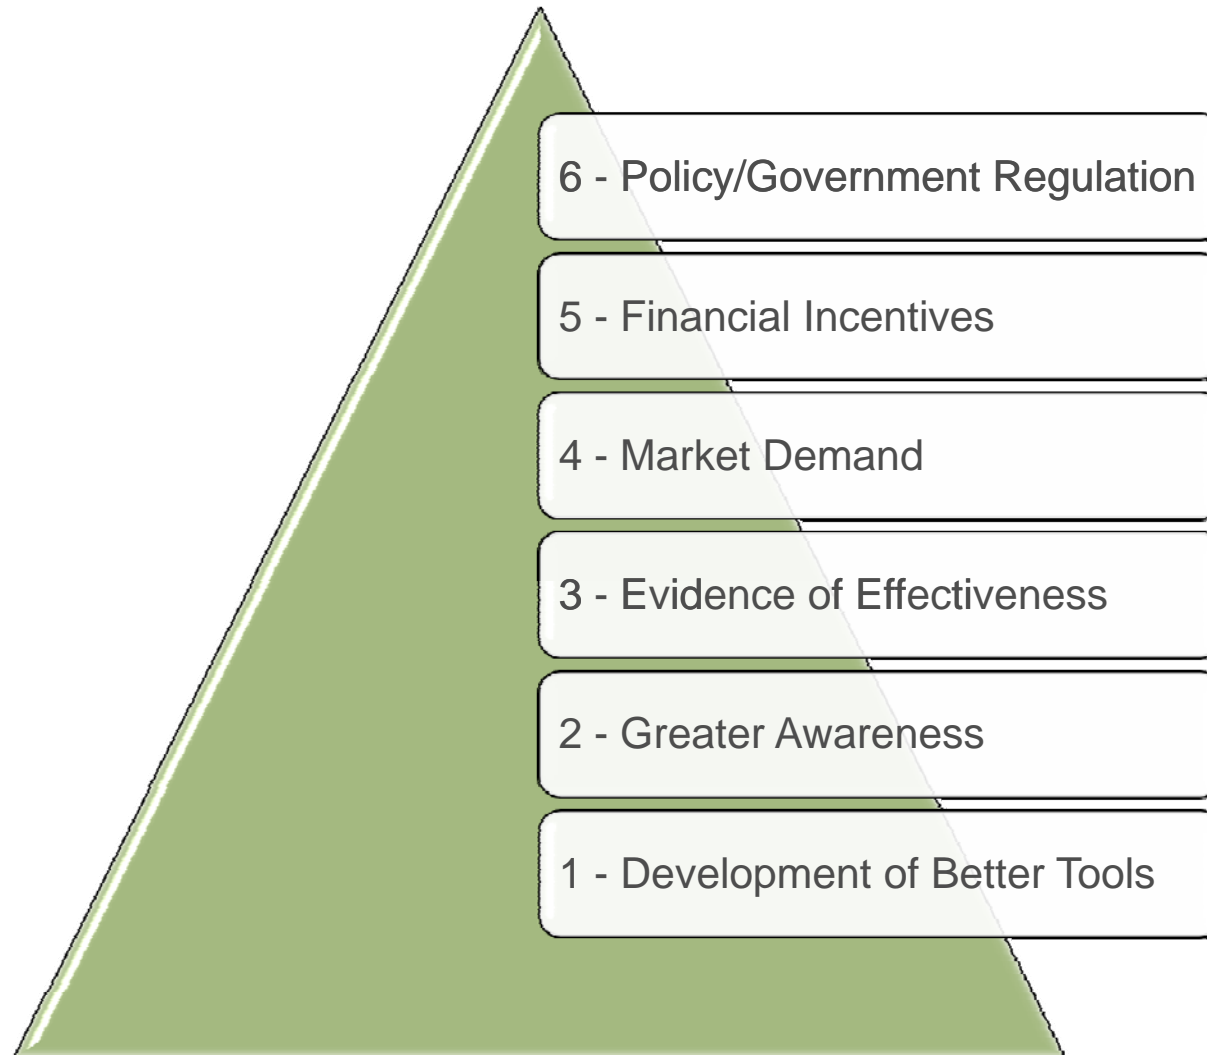 6 - Policy/Government Regulation
5 - Financial Incentives
4 - Market Demand
3 - Evidence of Effectiveness
2 - Greater Awareness
1 - Development of Better Tools